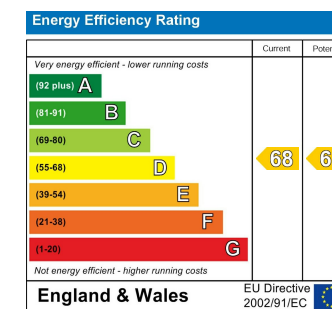 Energy Efficiency Rating
Current
Very energy efficient - lower running costs
(92 plus) A
(81-91) B
(69-80) C
(55-68) D
68
(39-54) E
(21-38) F
(1-20) G
Not energy efficient - higher running costs
England & Wales
EU Directive
2002/91/EC